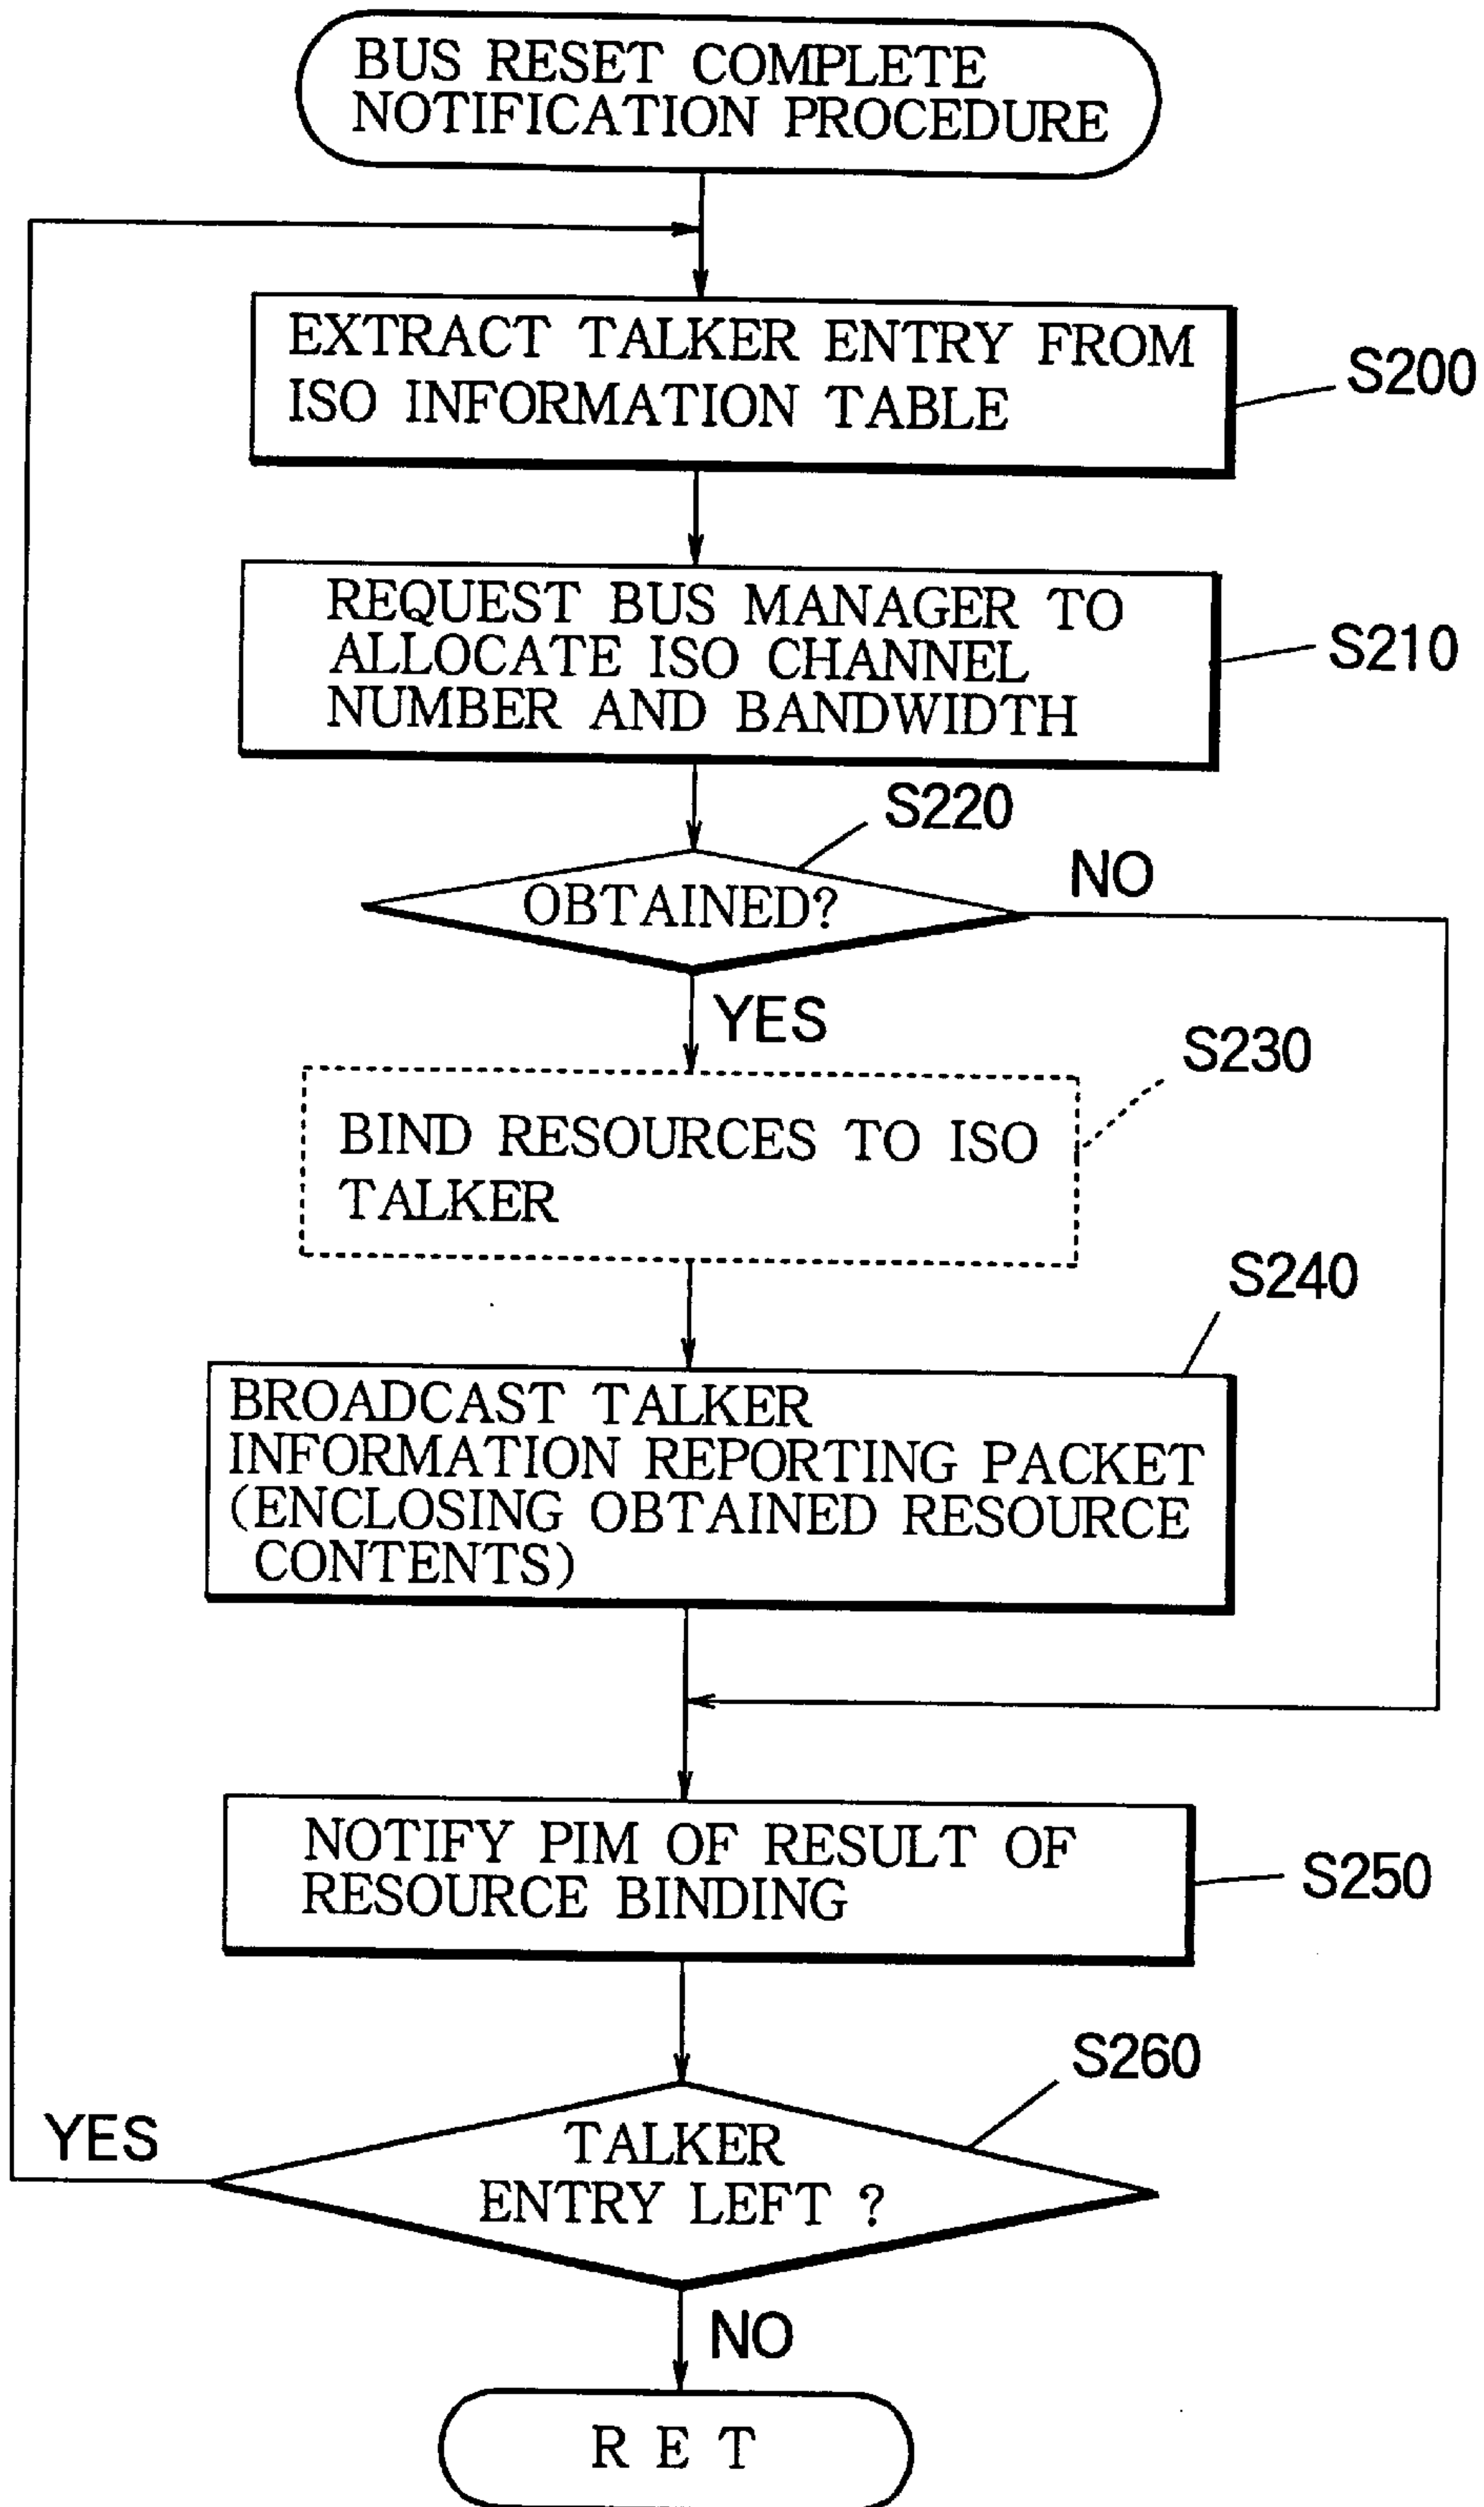 BUS RESET COMPLETE
NOTIFICATION PROCEDURE
EXTRACT TALKER ENTRY FROM
ISO INFORMATION TABLE
S200
REQUEST BUS MANAGER TO
ALLOCATE ISO CHANNEL
NUMBER AND BANDWIDTH
S210
S220
OBTAINED?
NO
YES
S230
BIND RESOURCES TO ISO
TALKER
S240
BROADCAST TALKER
INFORMATION REPORTING PACKET
(ENCLOSING OBTAINED RESOURCE
CONTENTS)
NOTIFY PIM OF RESULT OF
RESOURCE BINDING
S250
S260
YES
TALKER
ENTRY LEFT ?
NO
R E T